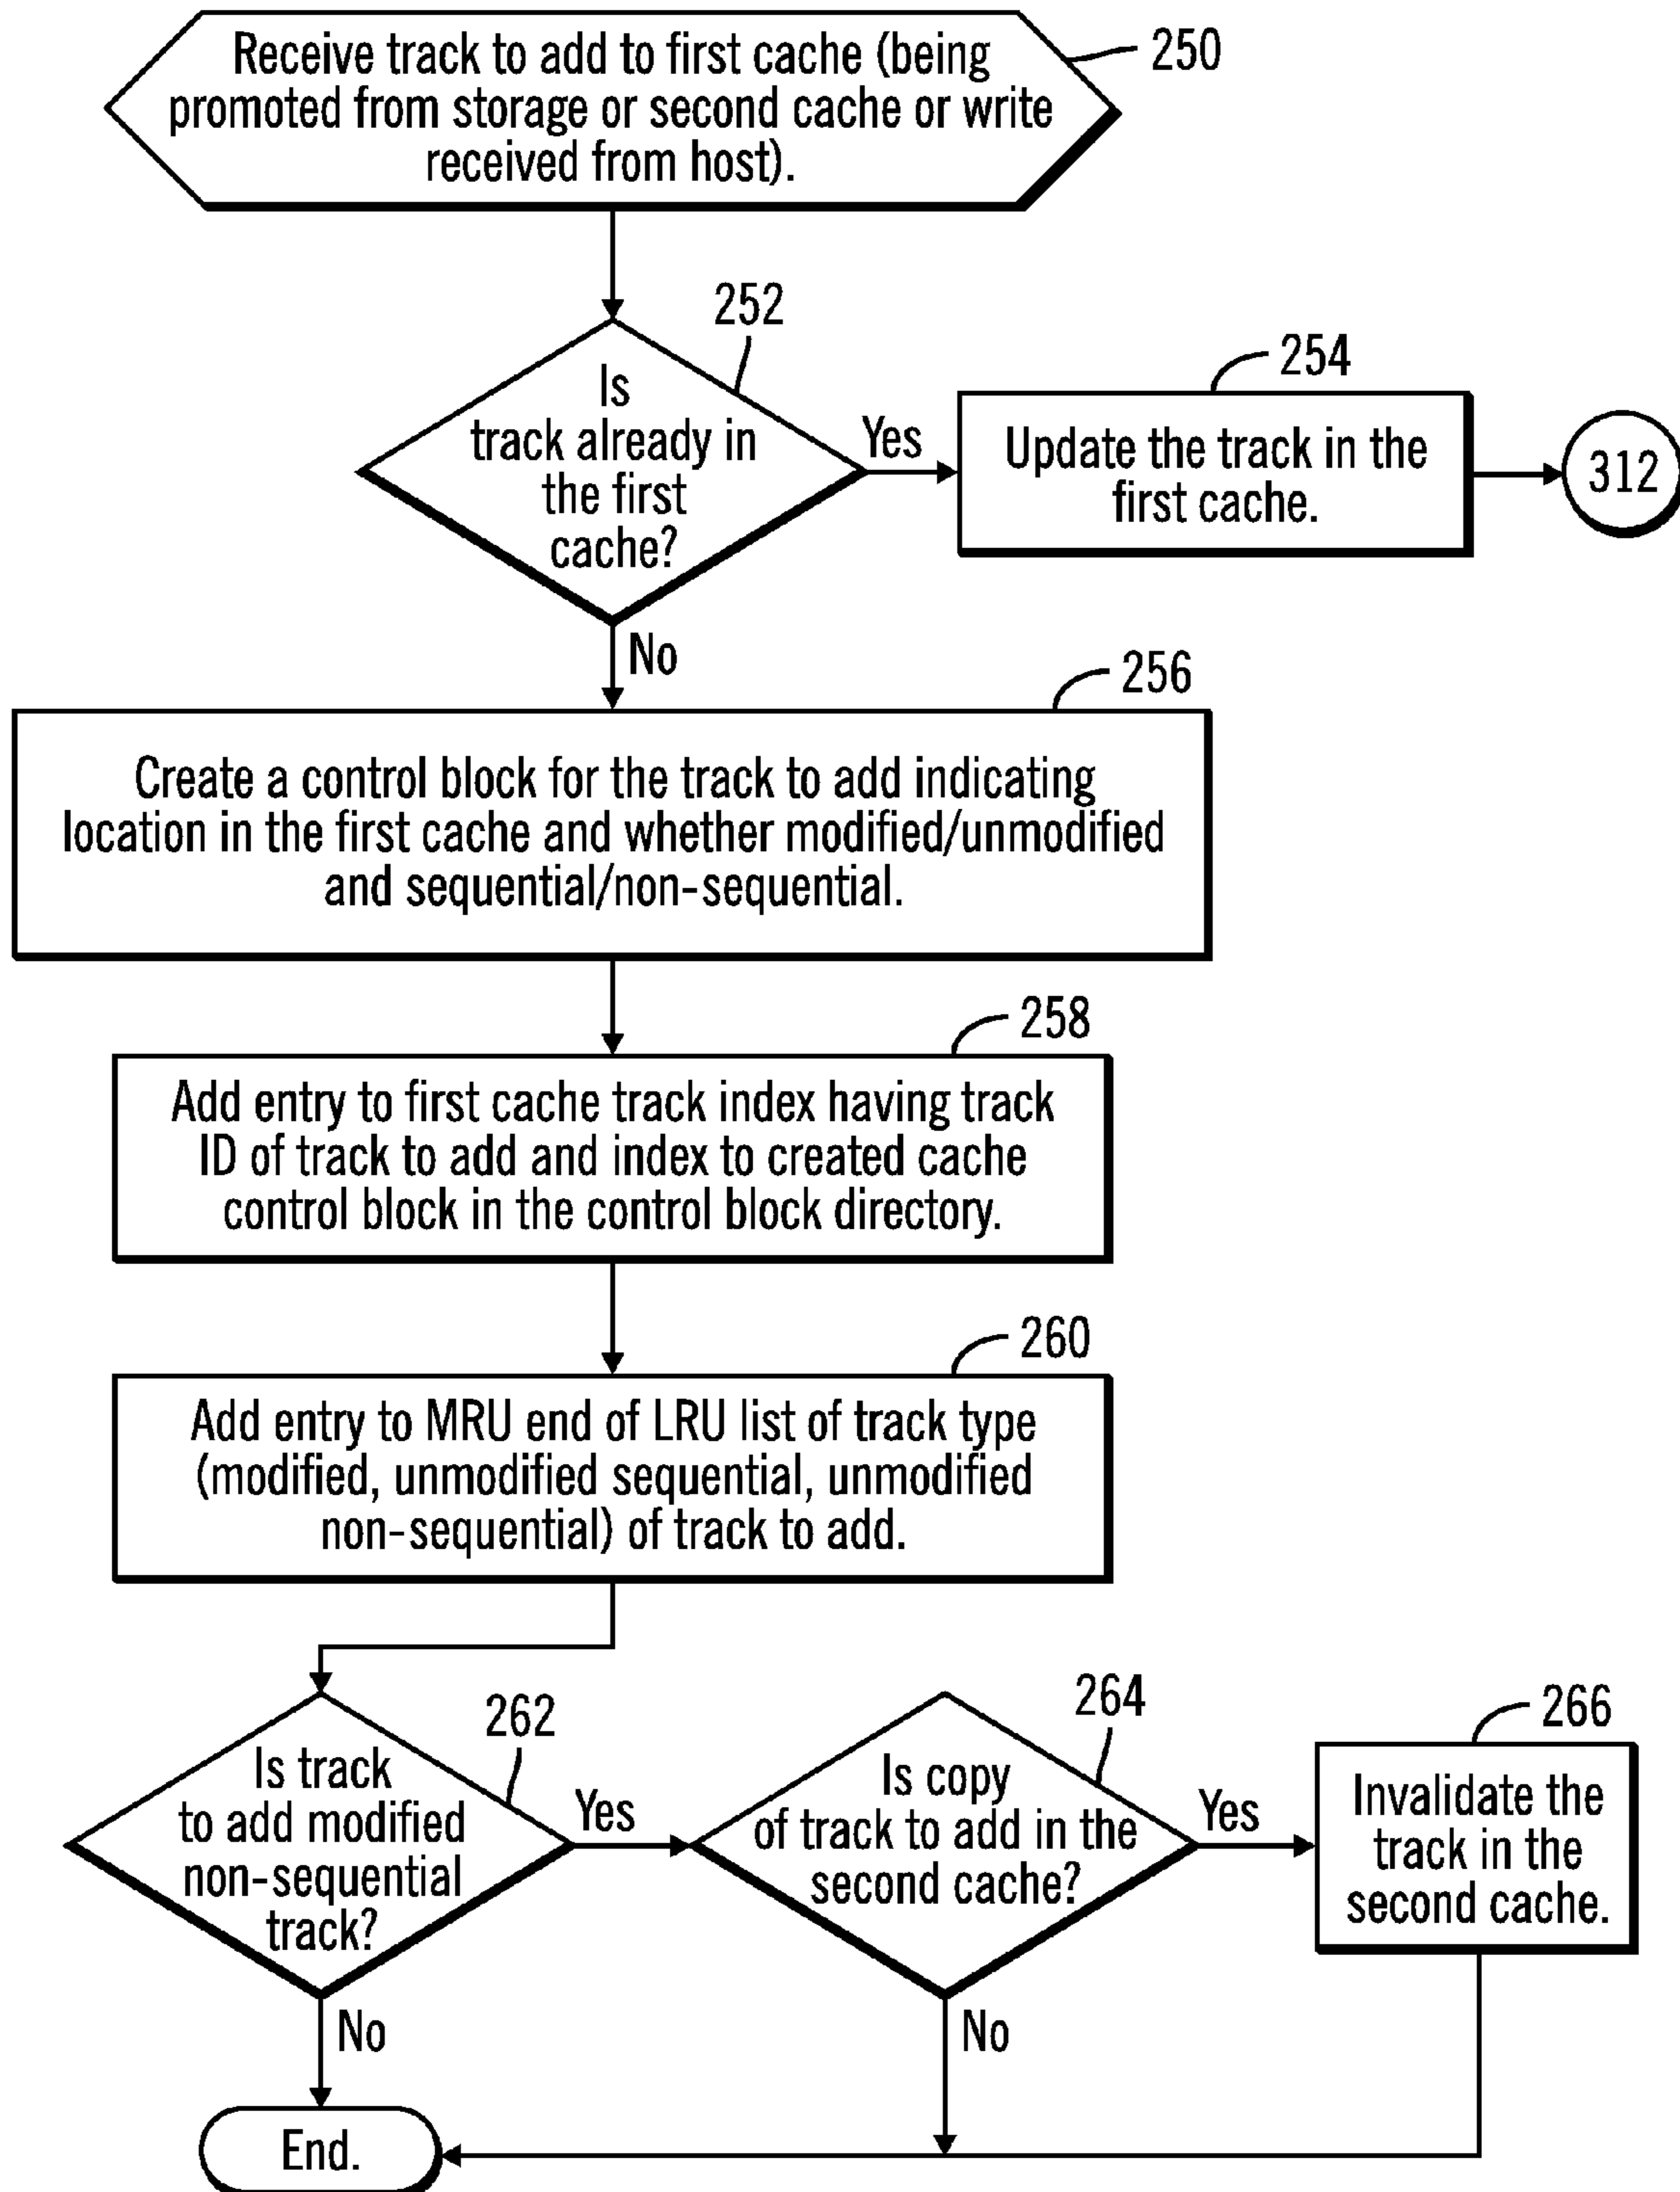 Receive track to add to first cache (being
promoted from storage or second cache or write
received from host).
250
252
Is
track already in
the first
cache?
Yes
254
Update the track in the
first cache.
312
No
256
Create a control block for the track to add indicating
location in the first cache and whether modified/unmodified
and sequential/non-sequential.
258
Add entry to first cache track index having track
ID of track to add and index to created cache
control block in the control block directory.
260
Add entry to MRU end of LRU list of track type
(modified, unmodified sequential, unmodified
non-sequential) of track to add.
262
Is track
to add modified
non-sequential
track?
Yes
264
Is copy
of track to add in the
second cache?
Yes
266
Invalidate the
track in the
second cache.
No
No
End.